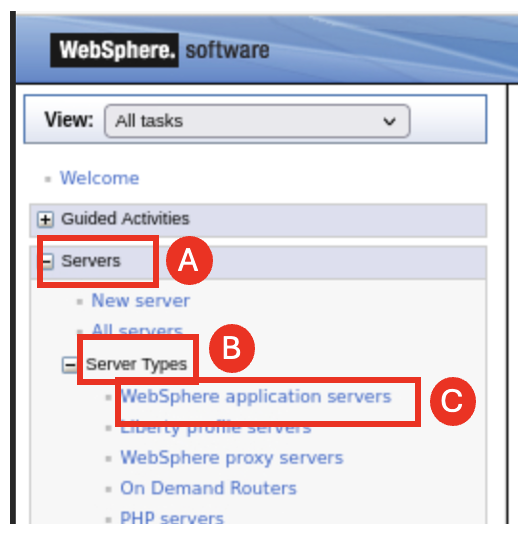 WebSphere. software
View: All tasks
Welcome
Guided Activities
Servers A
New server
All servers
Server Types B
WebSphere application servers C
Liberty profile servers
WebSphere proxy servers
On Demand Routers
PHP servers